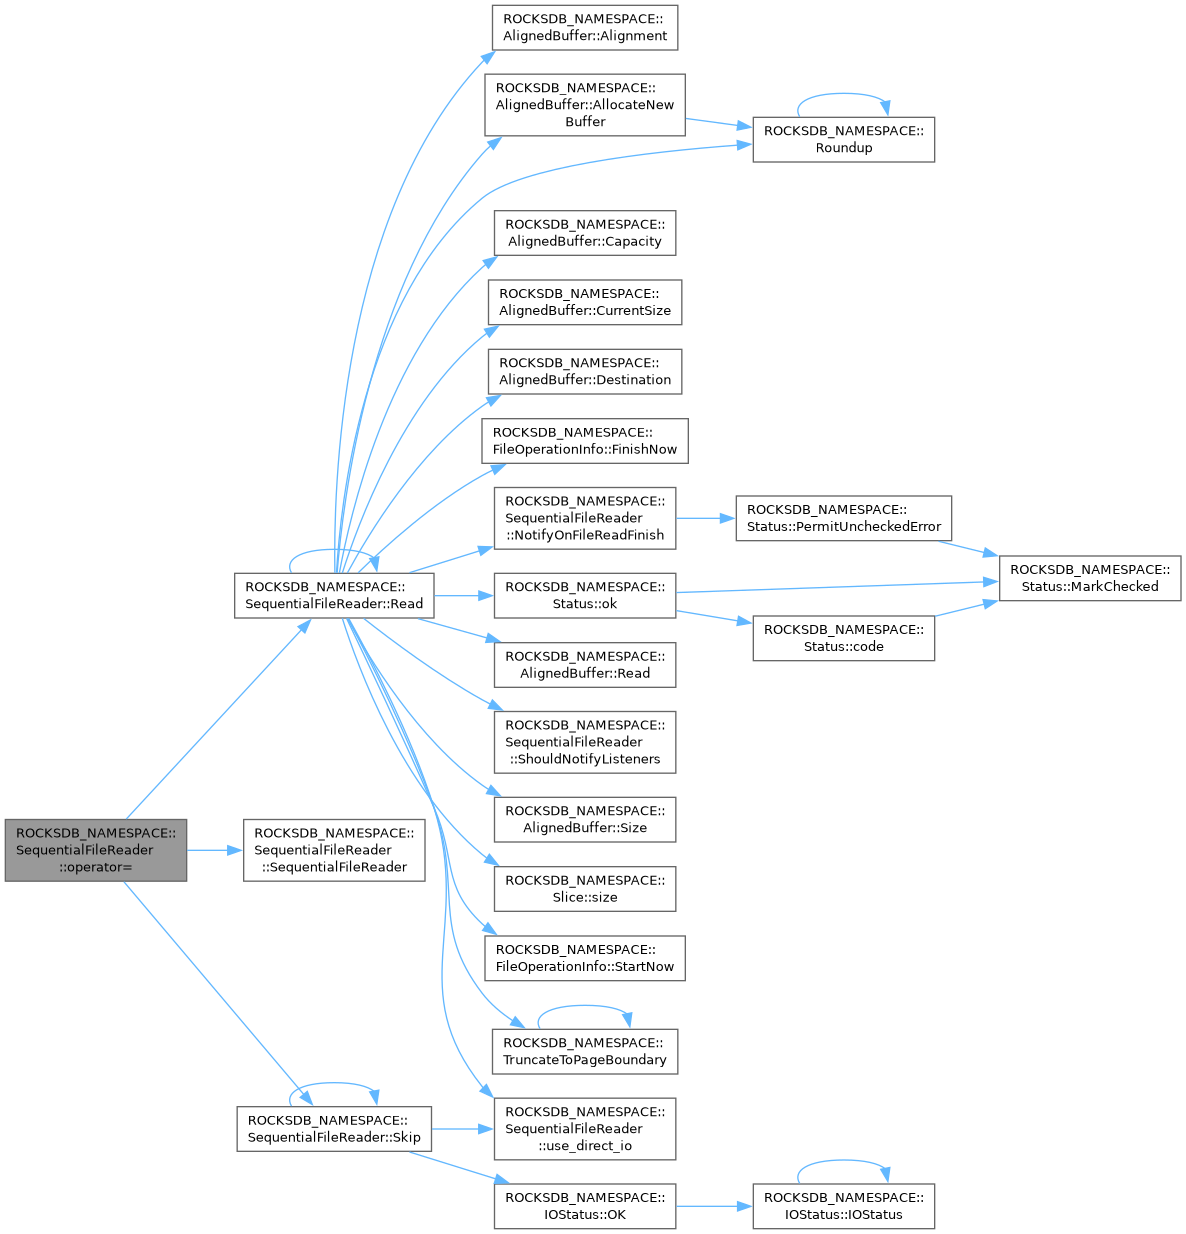 ROCKSDB_NAMESPACE::
AlignedBuffer::Alignment
ROCKSDB_NAMESPACE::
AlignedBuffer::AllocateNew
Buffer
ROCKSDB_NAMESPACE::
Roundup
ROCKSDB_NAMESPACE::
AlignedBuffer::Capacity
ROCKSDB_NAMESPACE::
AlignedBuffer::CurrentSize
ROCKSDB_NAMESPACE::
AlignedBuffer::Destination
ROCKSDB_NAMESPACE::
FileOperationInfo::FinishNow
ROCKSDB_NAMESPACE::
SequentialFileReader
::NotifyOnFileReadFinish
ROCKSDB_NAMESPACE::
Status::PermitUncheckedError
ROCKSDB_NAMESPACE::
Status::MarkChecked
ROCKSDB_NAMESPACE::
SequentialFileReader::Read
ROCKSDB_NAMESPACE::
Status::ok
ROCKSDB_NAMESPACE::
Status::code
ROCKSDB_NAMESPACE::
AlignedBuffer::Read
ROCKSDB_NAMESPACE::
SequentialFileReader
::ShouldNotifyListeners
ROCKSDB_NAMESPACE::
AlignedBuffer::Size
ROCKSDB_NAMESPACE::
SequentialFileReader
::operator=
ROCKSDB_NAMESPACE::
SequentialFileReader
::SequentialFileReader
ROCKSDB_NAMESPACE::
Slice::size
ROCKSDB_NAMESPACE::
FileOperationInfo::StartNow
ROCKSDB_NAMESPACE::
TruncateToPageBoundary
ROCKSDB_NAMESPACE::
SequentialFileReader::Skip
ROCKSDB_NAMESPACE::
SequentialFileReader
::use_direct_io
ROCKSDB_NAMESPACE::
IOStatus::OK
ROCKSDB_NAMESPACE::
IOStatus::IOStatus